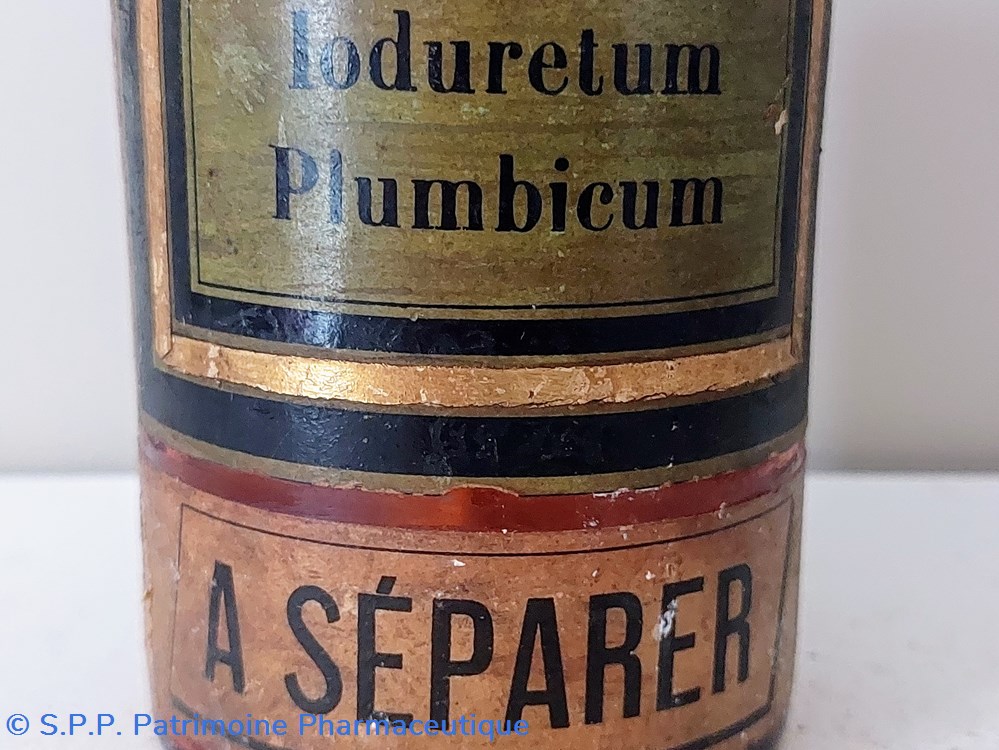 Ioduretum
Plumbicum
A SÉPARER
© S.P.P. Patrimoine Pharmaceutique